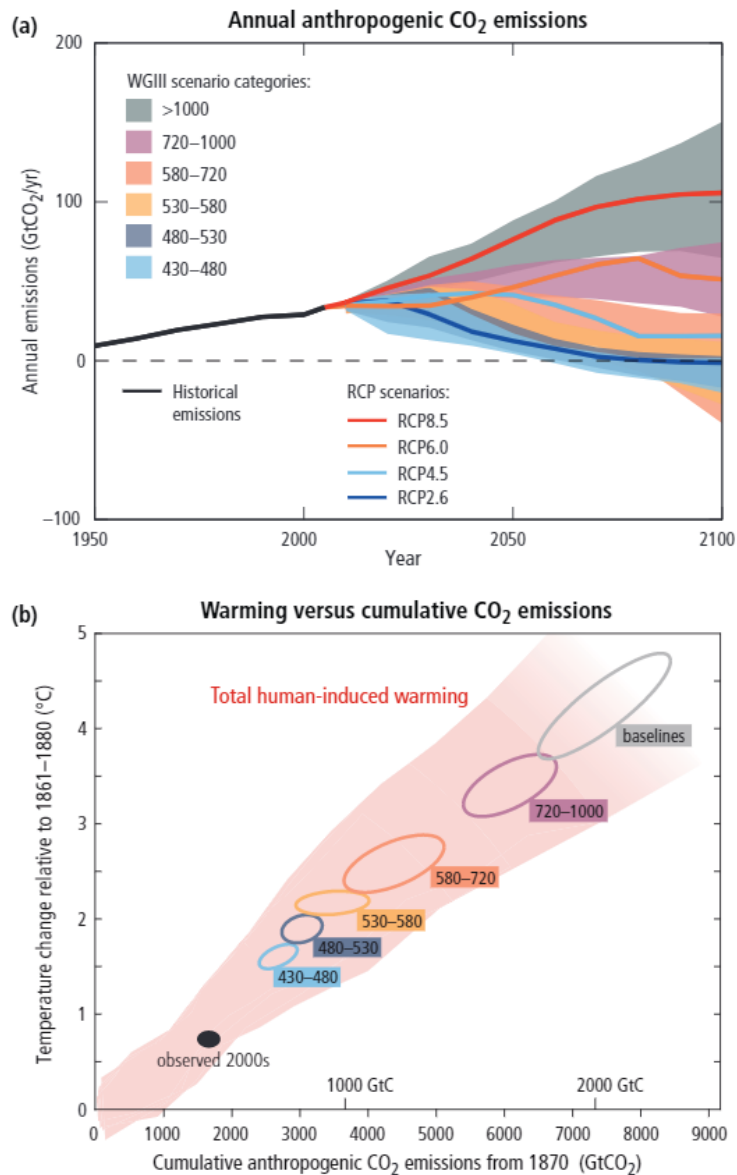 (a)
Annual anthropogenic CO₂ emissions
200
WGIII scenario categories:
>1000
720–1000
580–720
530–580
480–530
430–480
100
Annual emissions (GtCO₂/yr)
0
Historical
emissions
RCP scenarios:
RCP8.5
RCP6.0
RCP4.5
RCP2.6
–100
1950
2000
2050
2100
Year
(b)
Warming versus cumulative CO₂ emissions
5
4
3
2
1
0
Temperature change relative to 1861–1880 (°C)
Total human-induced warming
baselines
720–1000
580–720
530–580
480–530
430–480
observed 2000s
1000 GtC
2000 GtC
0
1000
2000
3000
4000
5000
6000
7000
8000
9000
Cumulative anthropogenic CO₂ emissions from 1870 (GtCO₂)